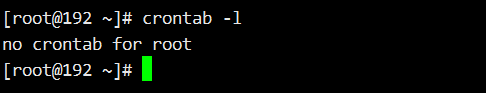 [root@192 ~]# crontab -l
no crontab for root
[root@192 ~]#